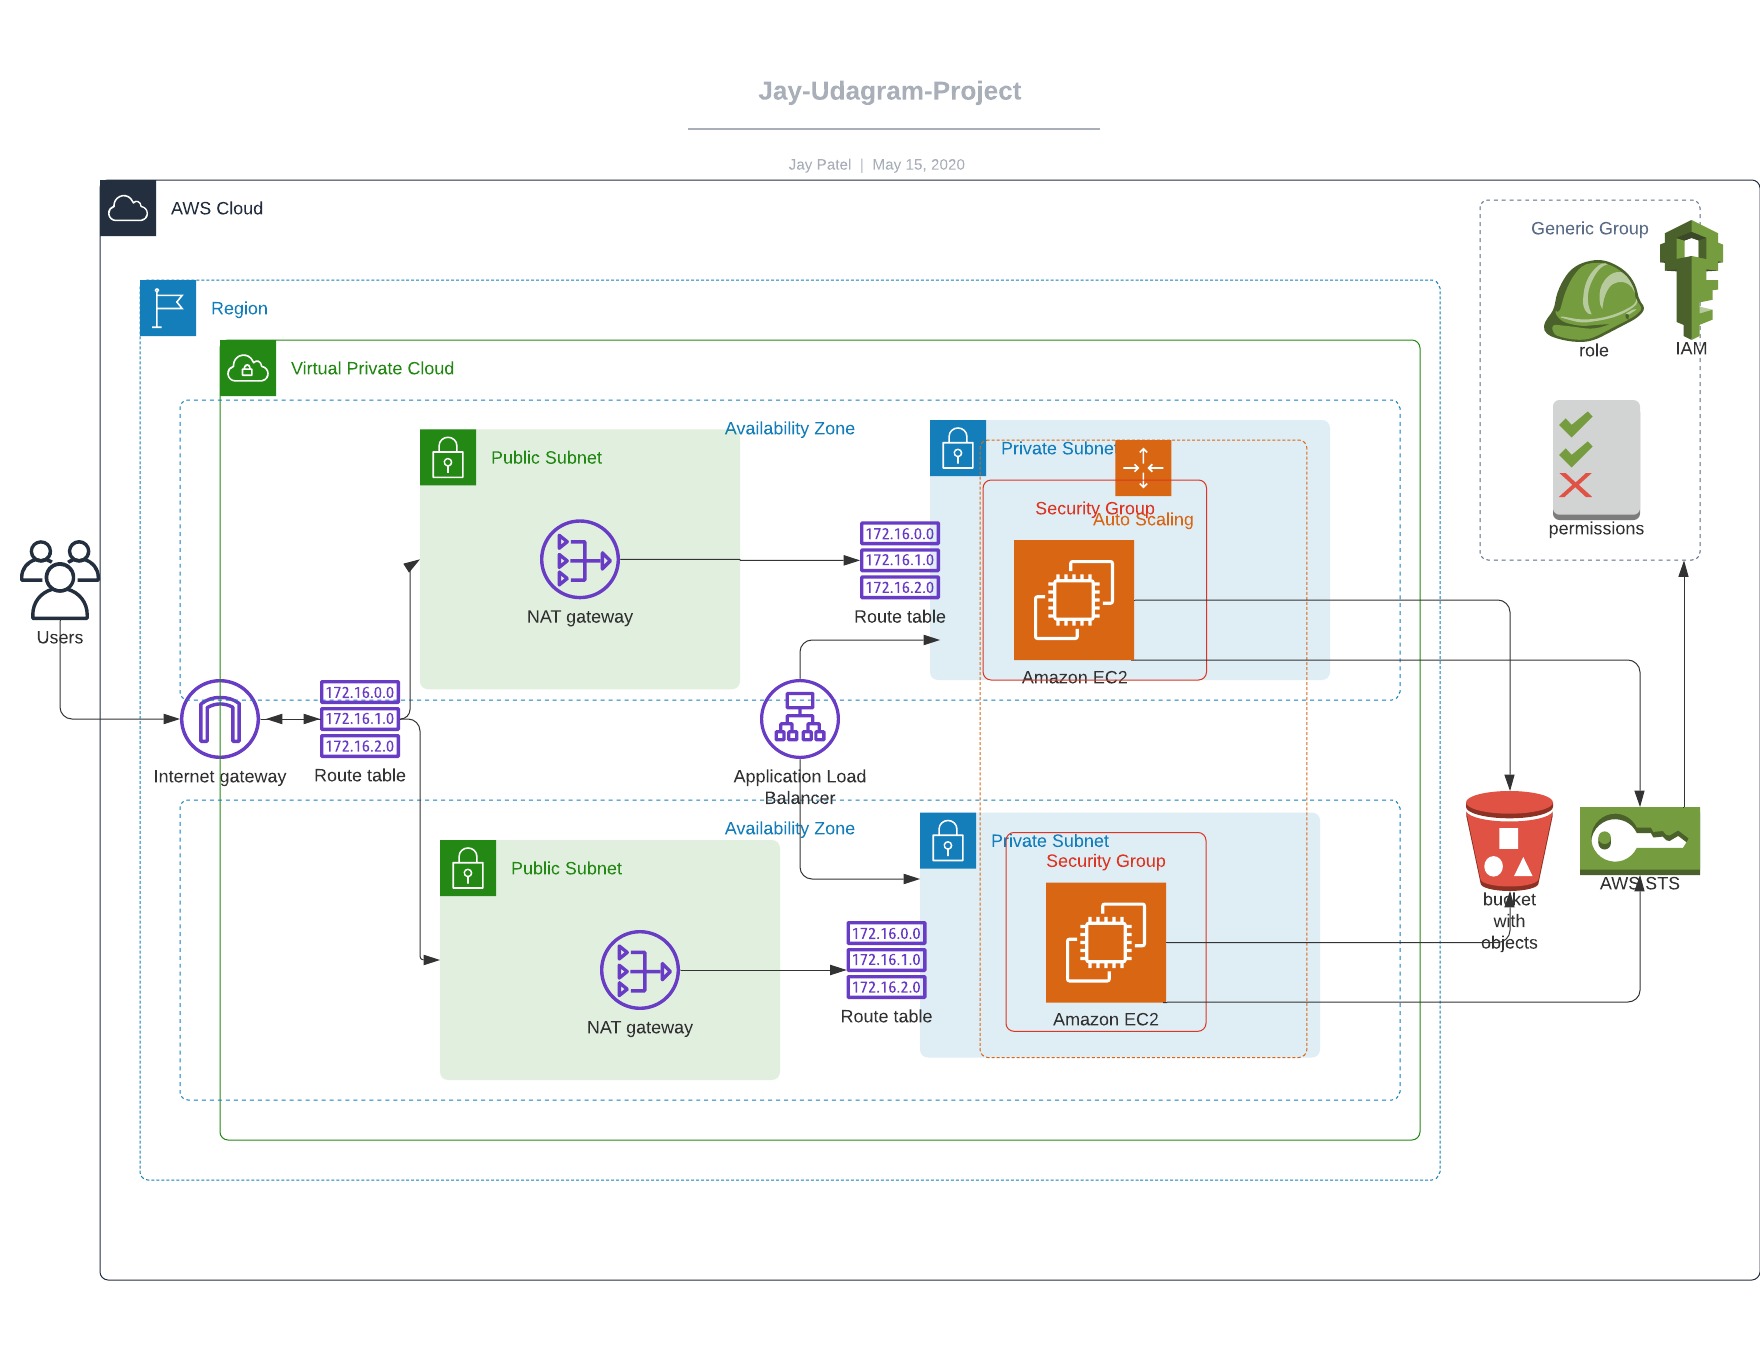 Jay-Udagram-Project
Jay Patel | May 15, 2020
AWS Cloud
Generic Group
role
IAM
permissions
Region
Virtual Private Cloud
Availability Zone
Public Subnet
NAT gateway
Private Subnet
Security Group
Auto Scaling
172.16.0.0
172.16.1.0
172.16.2.0
Route table
Amazon EC2
Users
Internet gateway
172.16.0.0
172.16.1.0
172.16.2.0
Route table
Application Load
Balancer
Availability Zone
Public Subnet
NAT gateway
Private Subnet
Security Group
172.16.0.0
172.16.1.0
172.16.2.0
Route table
Amazon EC2
bucket
with
objects
AWS STS